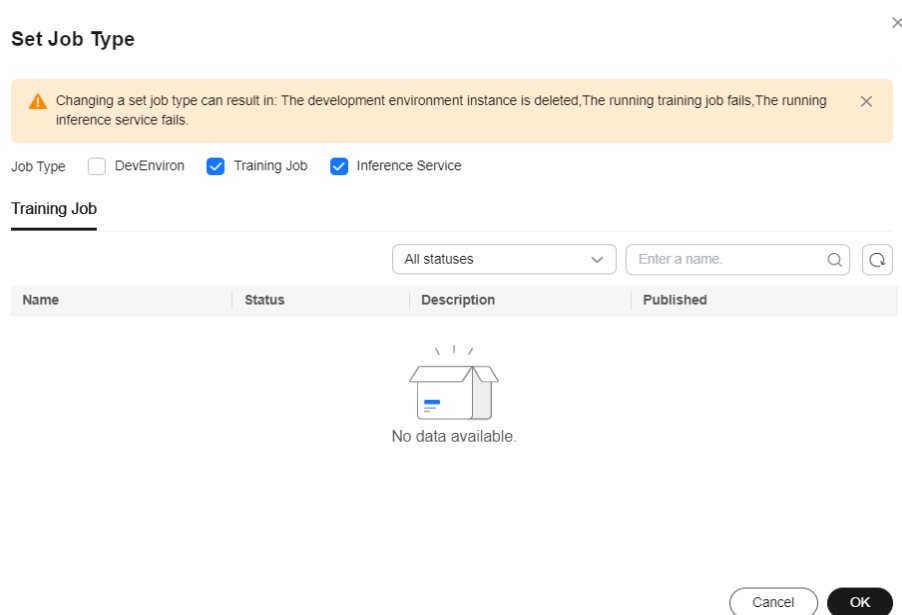 Set Job Type
Changing a set job type can result in: The development environment instance is deleted,The running training job fails,The running
inference service fails.
Job Type DevEnviron Training Job Inference Service
Training Job
All statuses Enter a name.
Name Status Description Published
No data available.
Cancel OK